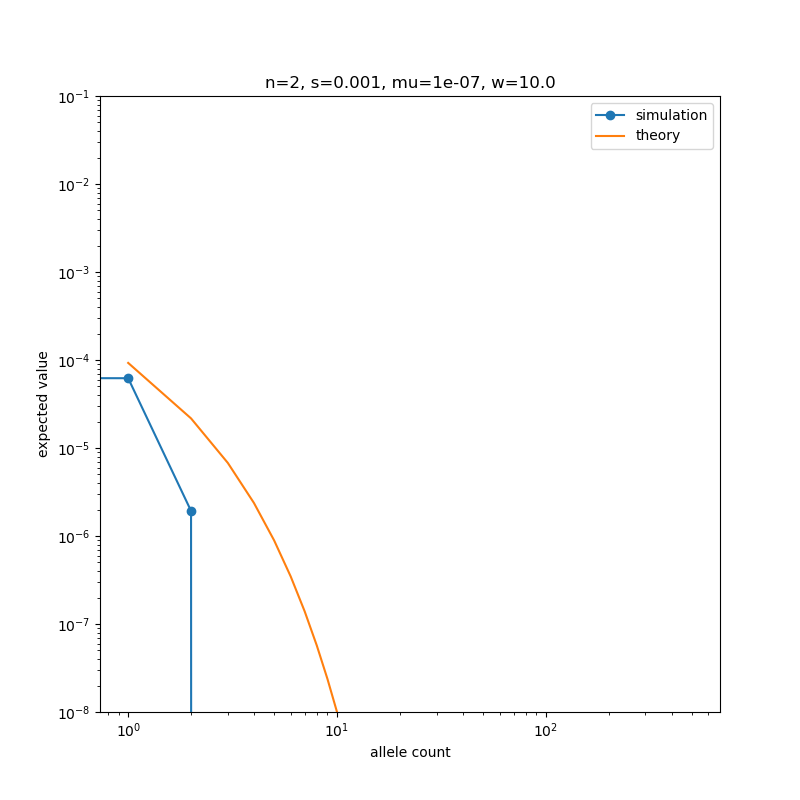 n=2, s=0.001, mu=1e-07, w=10.0
simulation
theory
10⁻¹
10⁻²
10⁻³
10⁻⁴
10⁻⁵
10⁻⁶
10⁻⁷
10⁻⁸
expected value
10⁰ 10¹ 10²
allele count